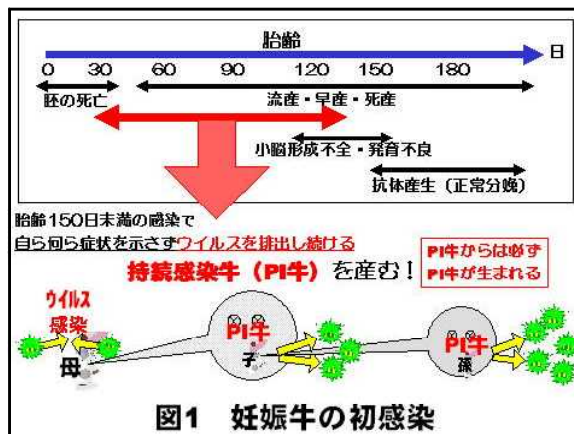 胎齢
日
0 30 60 90 120 150 180
胚の死亡
流産・早産・死産
小脳形成不全・発育不良
抗体産生（正常分娩）
胎齢150日未満の感染で
自ら何ら症状を示さずウイルスを排出し続ける
持続感染牛（PI牛）を産む！
PI牛からは必ず
PI牛が生まれる
ウイルス
感染
母
PI牛
子
PI牛
孫
図1 妊娠牛の初感染